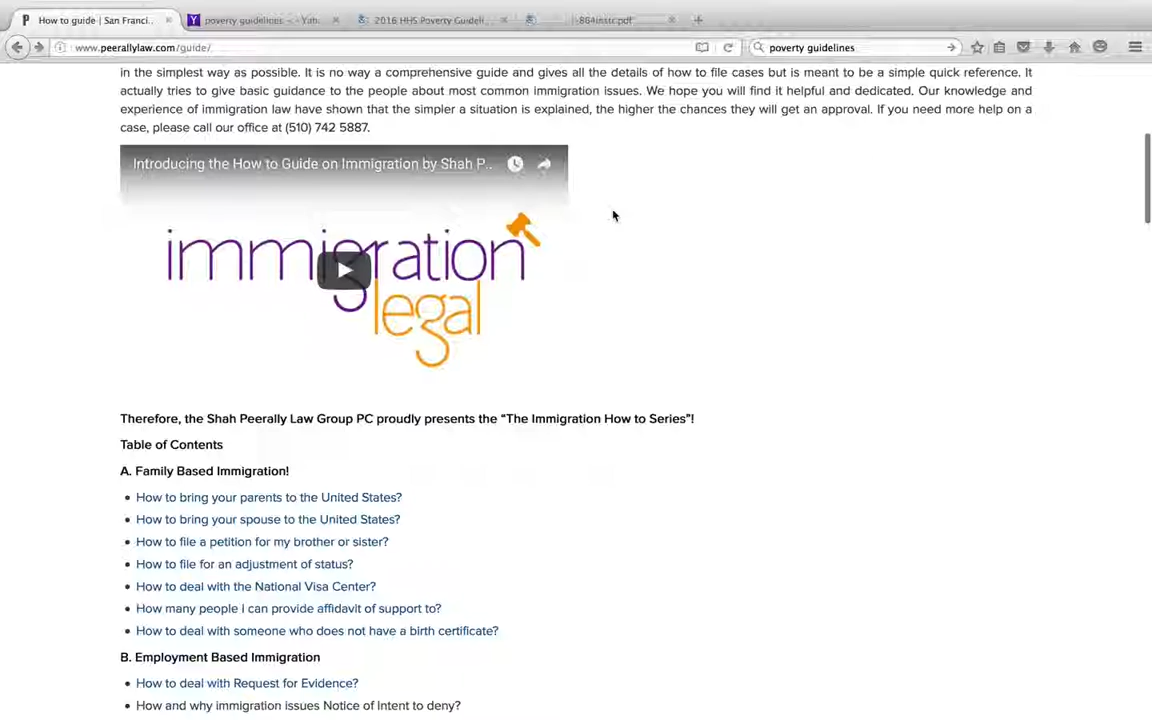 How to guide | San Franci..
poverty guidelines - Yah..
2016 HHS Poverty Guideli..
i-864instr.pdf
www.peerallylaw.com/guide/
poverty guidelines
in the simplest way as possible. It is no way a comprehensive guide and gives all the details of how to file cases but is meant to be a simple quick reference. It
actually tries to give basic guidance to the people about most common immigration issues. We hope you will find it helpful and dedicated. Our knowledge and
experience of immigration law have shown that the simpler a situation is explained, the higher the chances they will get an approval. If you need more help on a
case, please call our office at (510) 742 5887.
Introducing the How to Guide on Immigration by Shah P..
immigration
legal
Therefore, the Shah Peerally Law Group PC proudly presents the “The Immigration How to Series”!
Table of Contents
A. Family Based Immigration!
How to bring your parents to the United States?
How to bring your spouse to the United States?
How to file a petition for my brother or sister?
How to file for an adjustment of status?
How to deal with the National Visa Center?
How many people I can provide affidavit of support to?
How to deal with someone who does not have a birth certificate?
B. Employment Based Immigration
How to deal with Request for Evidence?
How and why immigration issues Notice of Intent to deny?